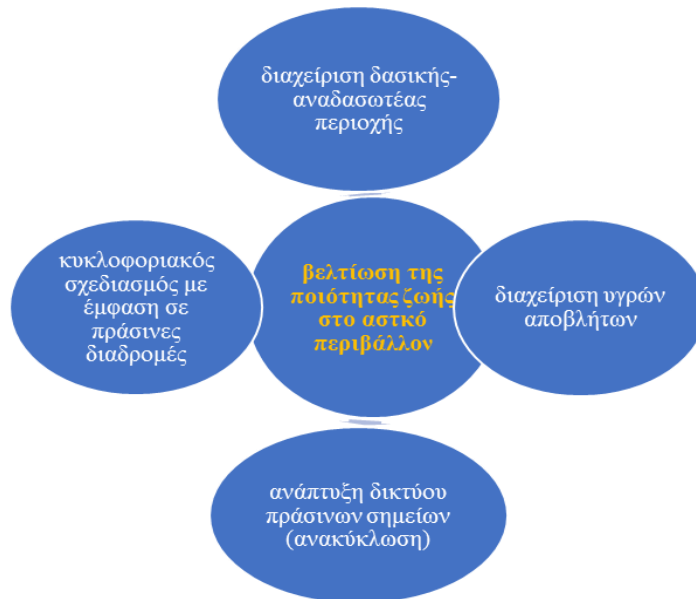 διαχείριση δασικής-
αναδασωτέας
περιοχής
κυκλοφοριακός
σχεδιασμός με
έμφαση σε
πράσινες
διαδρομές
βελτίωση της
ποιότητας ζωής
στο αστκό
περιβάλλον
διαχείριση υγρών
αποβλήτων
ανάπτυξη δικτύου
πράσινων σημείων
(ανακύκλωση)